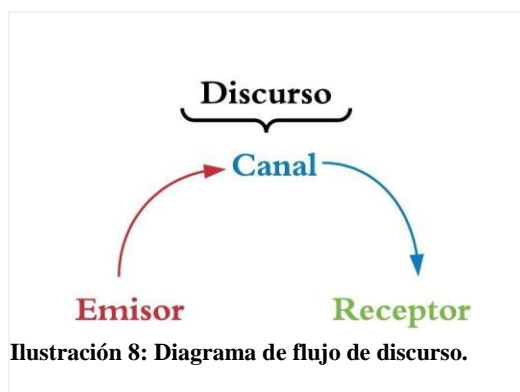 Discurso
Canal
Emisor
Receptor
Ilustración 8: Diagrama de flujo de discurso.